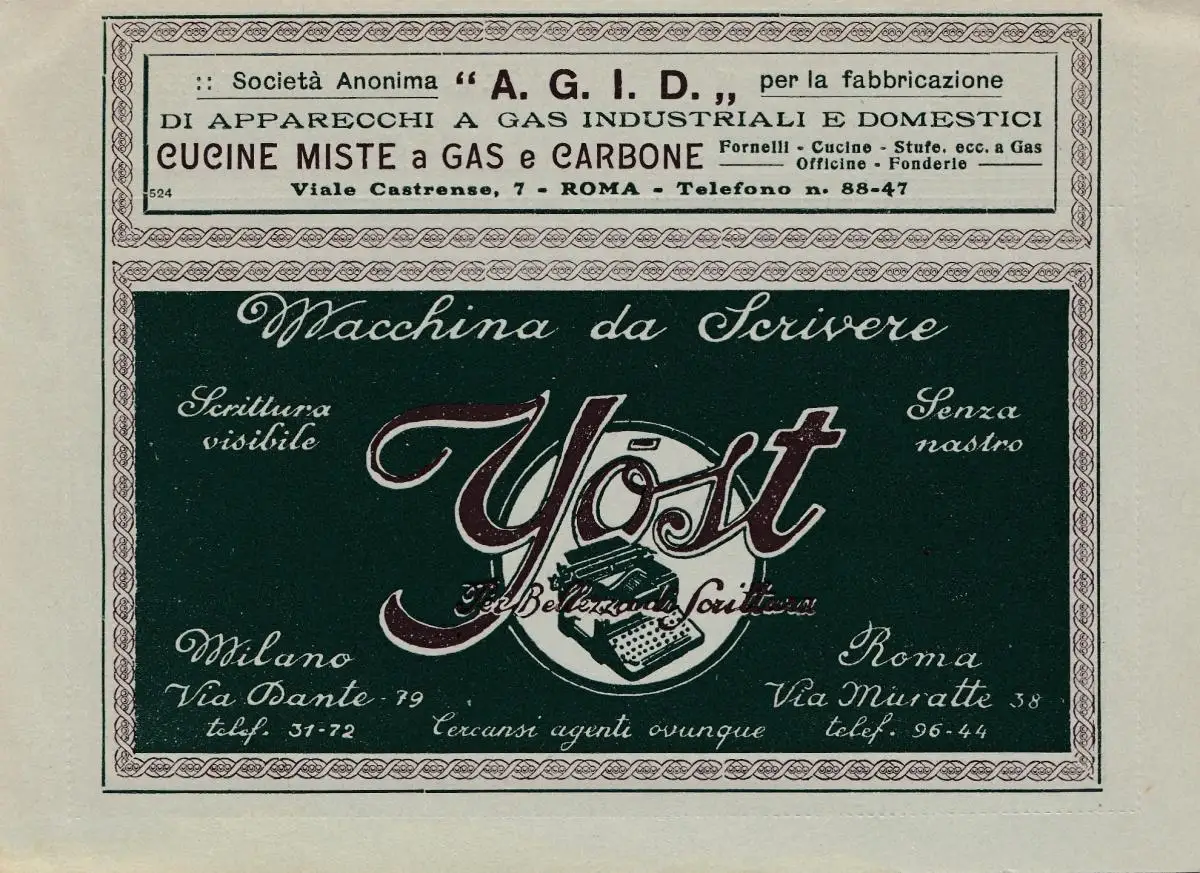 :: Società Anonima “ A. G. I. D. „ per la fabbricazione
DI APPARECCHI A GAS INDUSTRIALI E DOMESTICI
CUCINE MISTE a GAS e CARBONE Fornelli - Cucine - Stufe, ecc. a Gas
Officine - Fonderie
524
Viale Castrense, 7 - ROMA - Telefono n. 88-47
Macchina da Scrivere
Scrittura
visibile
Senza
nastro
Yost
Per Bellezza di Scrittura
Milano
Via Dante - 79
telef. 31-72
Cercansi agenti ovunque
Roma
Via Muratte 38
telef. 96-44